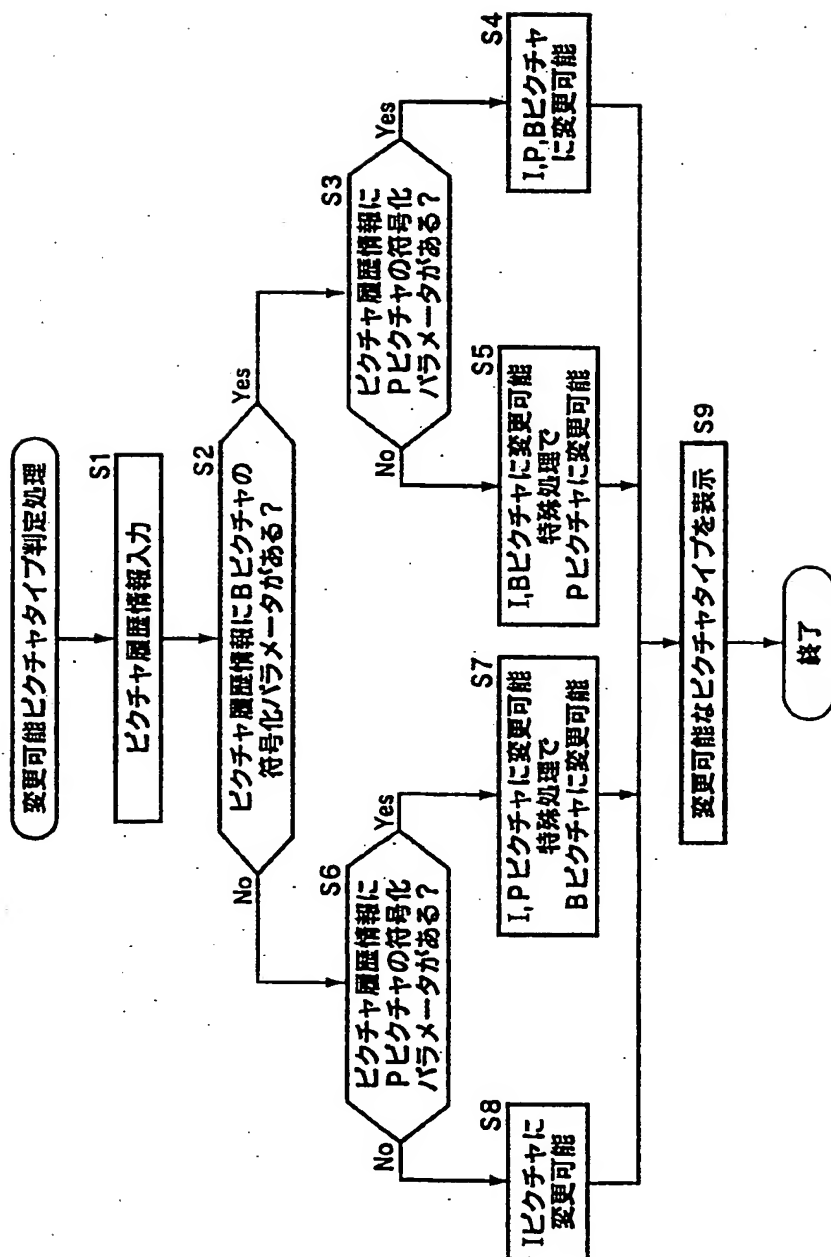 変更可能ピクチャタイプ判定処理
S1
ピクチャ履歴情報入力
S2
ピクチャ履歴情報にBピクチャの
符号化パラメータがある?
No
Yes
S6
ピクチャ履歴情報に
Pピクチャの符号化
パラメータがある?
No
Yes
S3
ピクチャ履歴情報に
Pピクチャの符号化
パラメータがある?
No
Yes
S8
Iピクチャに
変更可能
S7
I,Pピクチャに変更可能
特殊処理で
Bピクチャに変更可能
S5
I,Bピクチャに変更可能
特殊処理で
Pピクチャに変更可能
S4
I,P,Bピクチャ
に変更可能
S9
変更可能なピクチャタイプを表示
終了